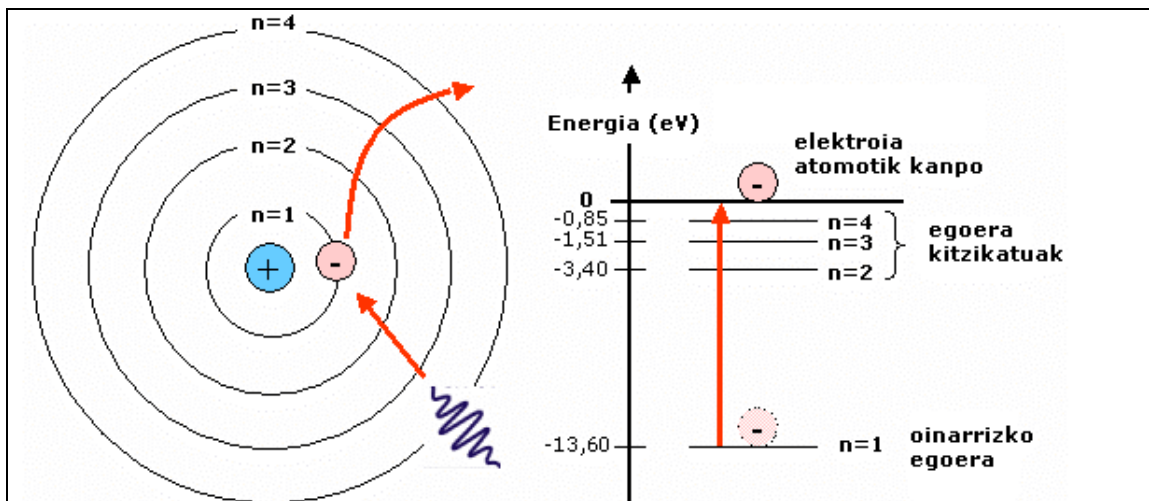 n=4
n=3
n=2
n=1
+
-
Energia (eV)
elektroia
atomotik kanpo
-
0
-0,85
n=4
-1,51
n=3
-3,40
n=2
egoera
kitzikatuak
-
-13,60
n=1
oinarrizko
egoera